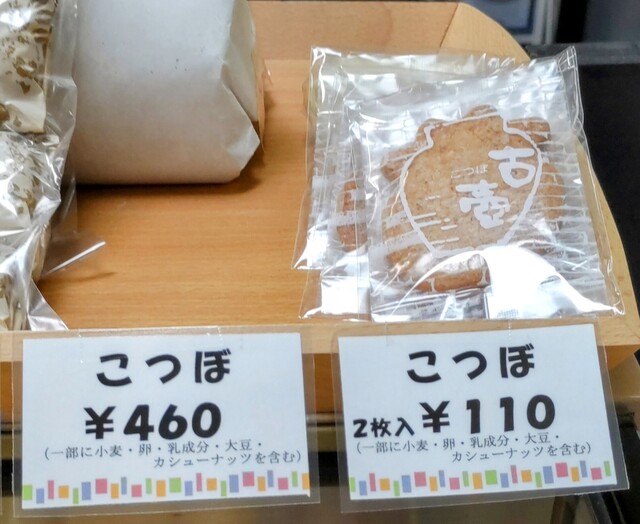 古壺
こつぼ
こつぼ
¥460
(一部に小麦・卵・乳成分・大豆・
カシューナッツを含む)
こつぼ
2枚入¥110
(一部に小麦・卵・乳成分・大豆・
カシューナッツを含む)